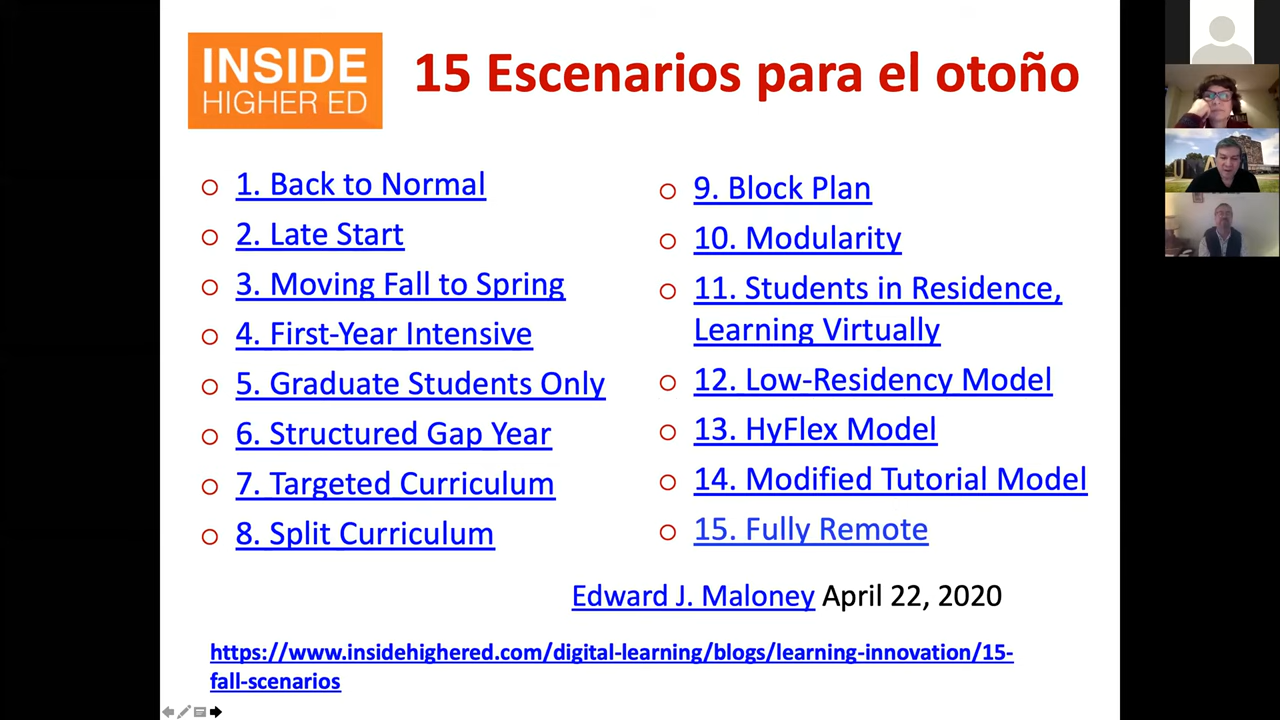 INSIDE
HIGHER ED
15 Escenarios para el otoño
1. Back to Normal
2. Late Start
3. Moving Fall to Spring
4. First-Year Intensive
5. Graduate Students Only
6. Structured Gap Year
7. Targeted Curriculum
8. Split Curriculum
9. Block Plan
10. Modularity
11. Students in Residence,
Learning Virtually
12. Low-Residency Model
13. HyFlex Model
14. Modified Tutorial Model
15. Fully Remote
Edward J. Maloney April 22, 2020
https://www.insidehighered.com/digital-learning/blogs/learning-innovation/15-
fall-scenarios